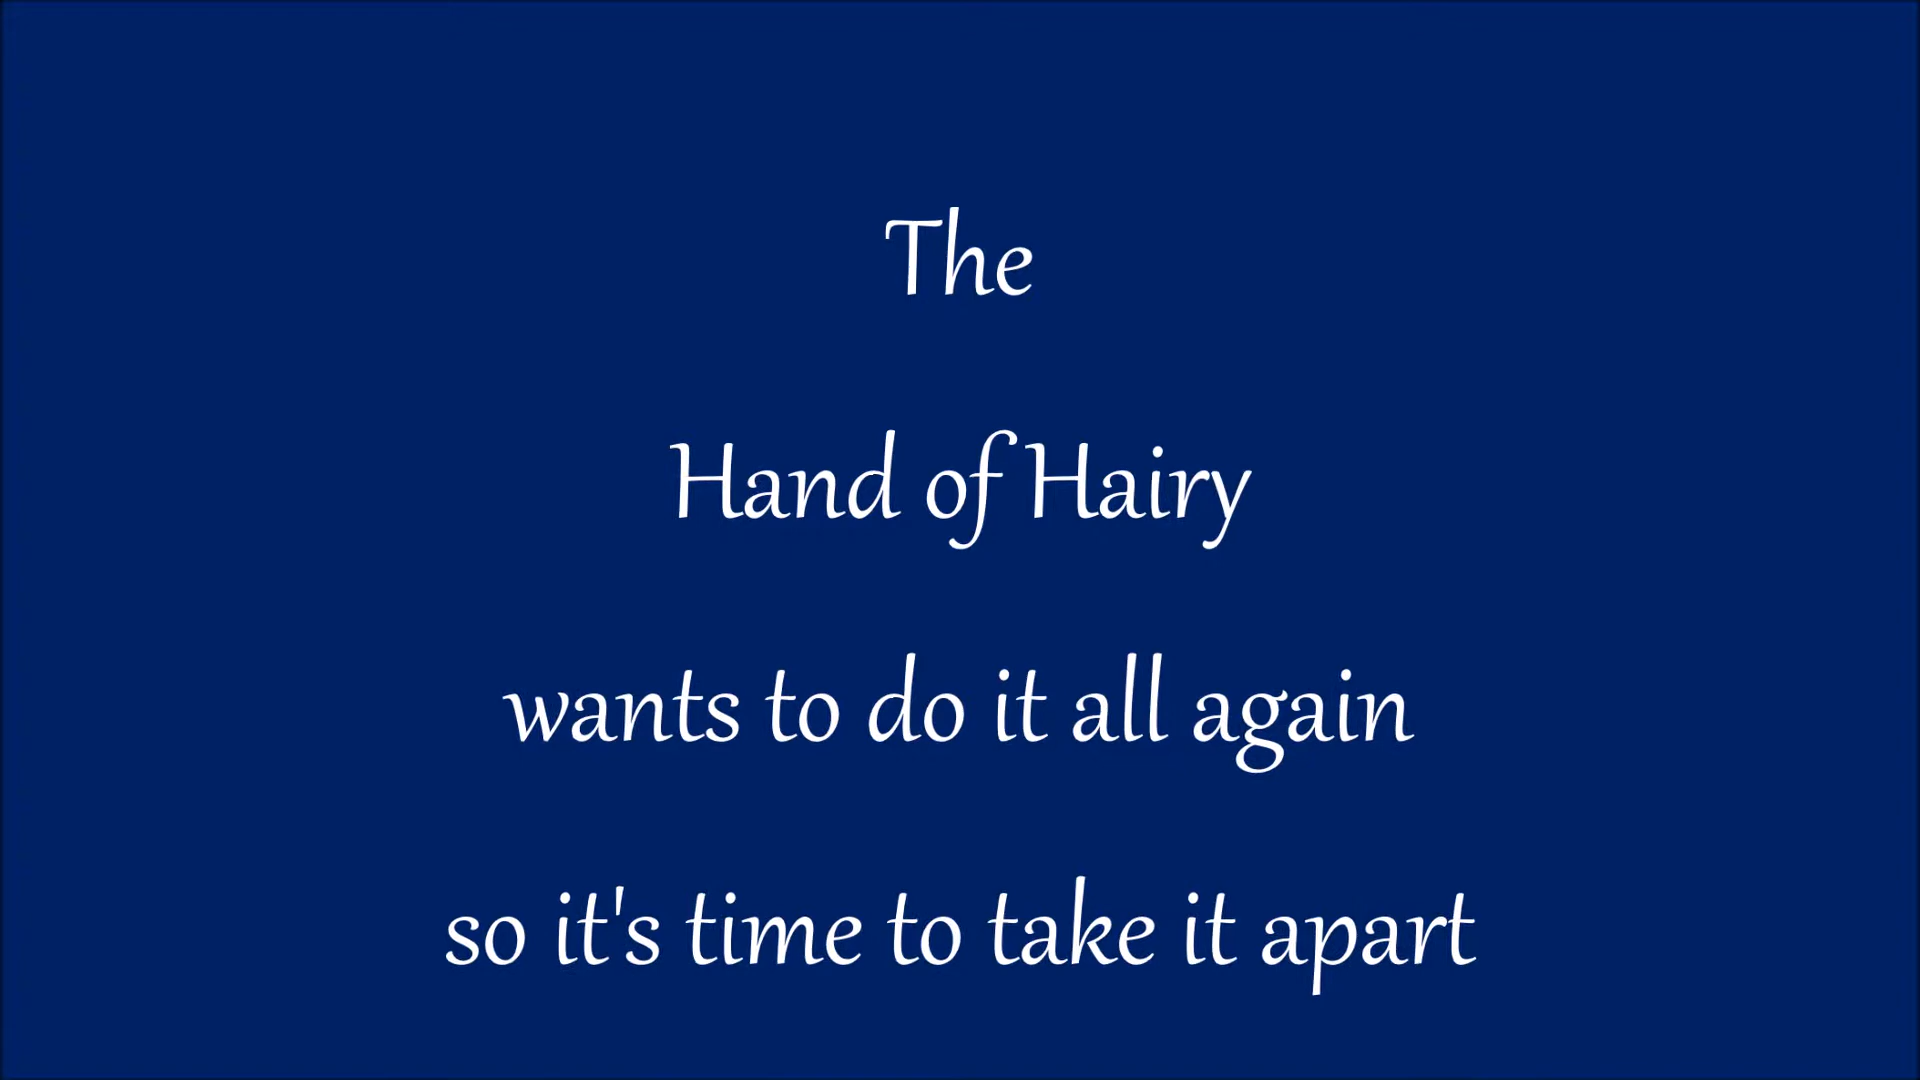 The
Hand of Hairy
wants to do it all again
so it's time to take it apart